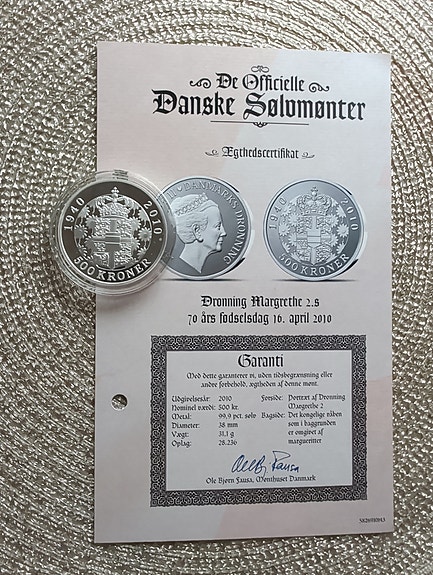 De Officielle
Danske Sølvmønter
Ægthedscertifikat
1940 2010
500 KRONER
DANMARKS DRONNING
1940 2010
500 KRONER
Dronning Margrethe 2.s
70 års fødselsdag 16. april 2010
Garanti
Med dette garanterer vi, uden tidsbegrænsning eller
andre forbehold, ægtheden af denne mønt.
Udgivelsesår: 2010
Nominel værdi: 500 kr.
Metal: 99,9 pct. sølv
Diameter: 38 mm
Vægt: 31,1 g
Oplag: 28.236
Forside: Portræt af Dronning
Margrethe 2
Bagside: Det kongelige våben
som i baggrunden
er omgivet af
margueritter
Ole Bjørn Fausa
Ole Bjørn Fausa, Mønthuset Danmark